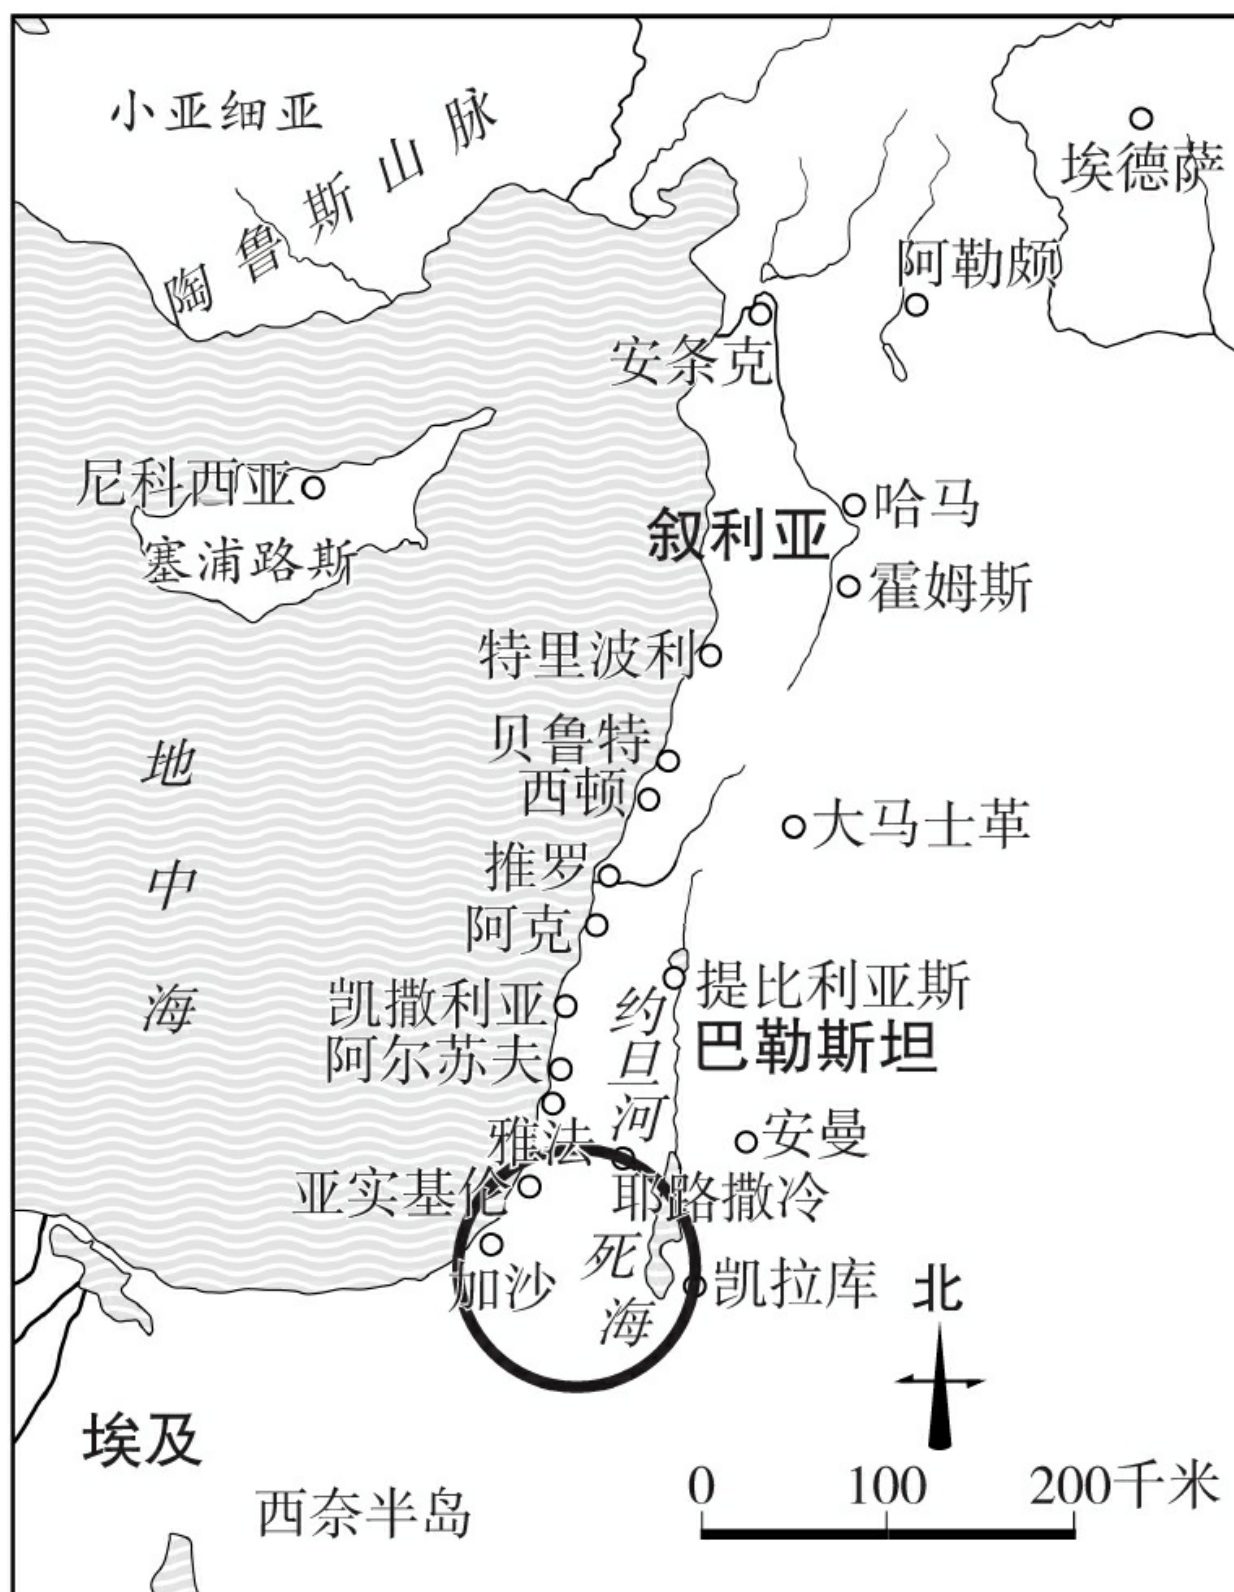 小亚细亚
陶鲁斯山脉
埃德萨
阿勒颇
安条克
尼科西亚
塞浦路斯
哈马
叙利亚
霍姆斯
特里波利
贝鲁特
西顿
地中海
大马士革
推罗
阿克
提比利亚斯
凯撒利亚
约旦河
巴勒斯坦
阿尔苏夫
雅法
安曼
亚实基伦
耶路撒冷
死海
加沙
凯拉库
北
埃及
西奈半岛
0 100 200千米